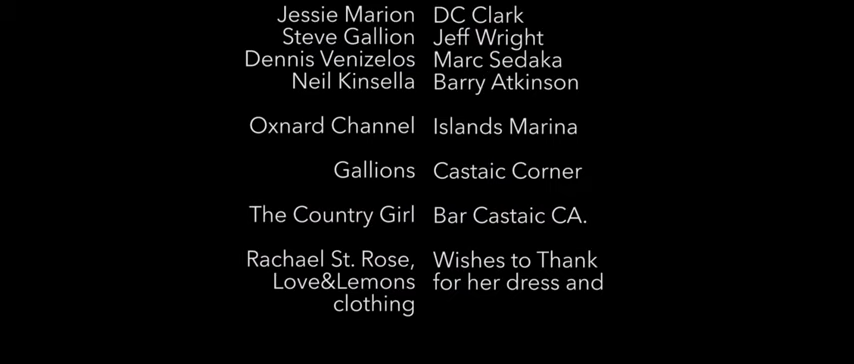 Jessie Marion DC Clark
Steve Gallion Jeff Wright
Dennis Venizelos Marc Sedaka
Neil Kinsella Barry Atkinson
Oxnard Channel Islands Marina
Gallions Castaic Corner
The Country Girl Bar Castaic CA.
Rachael St. Rose, Wishes to Thank
Love&Lemons for her dress and
clothing